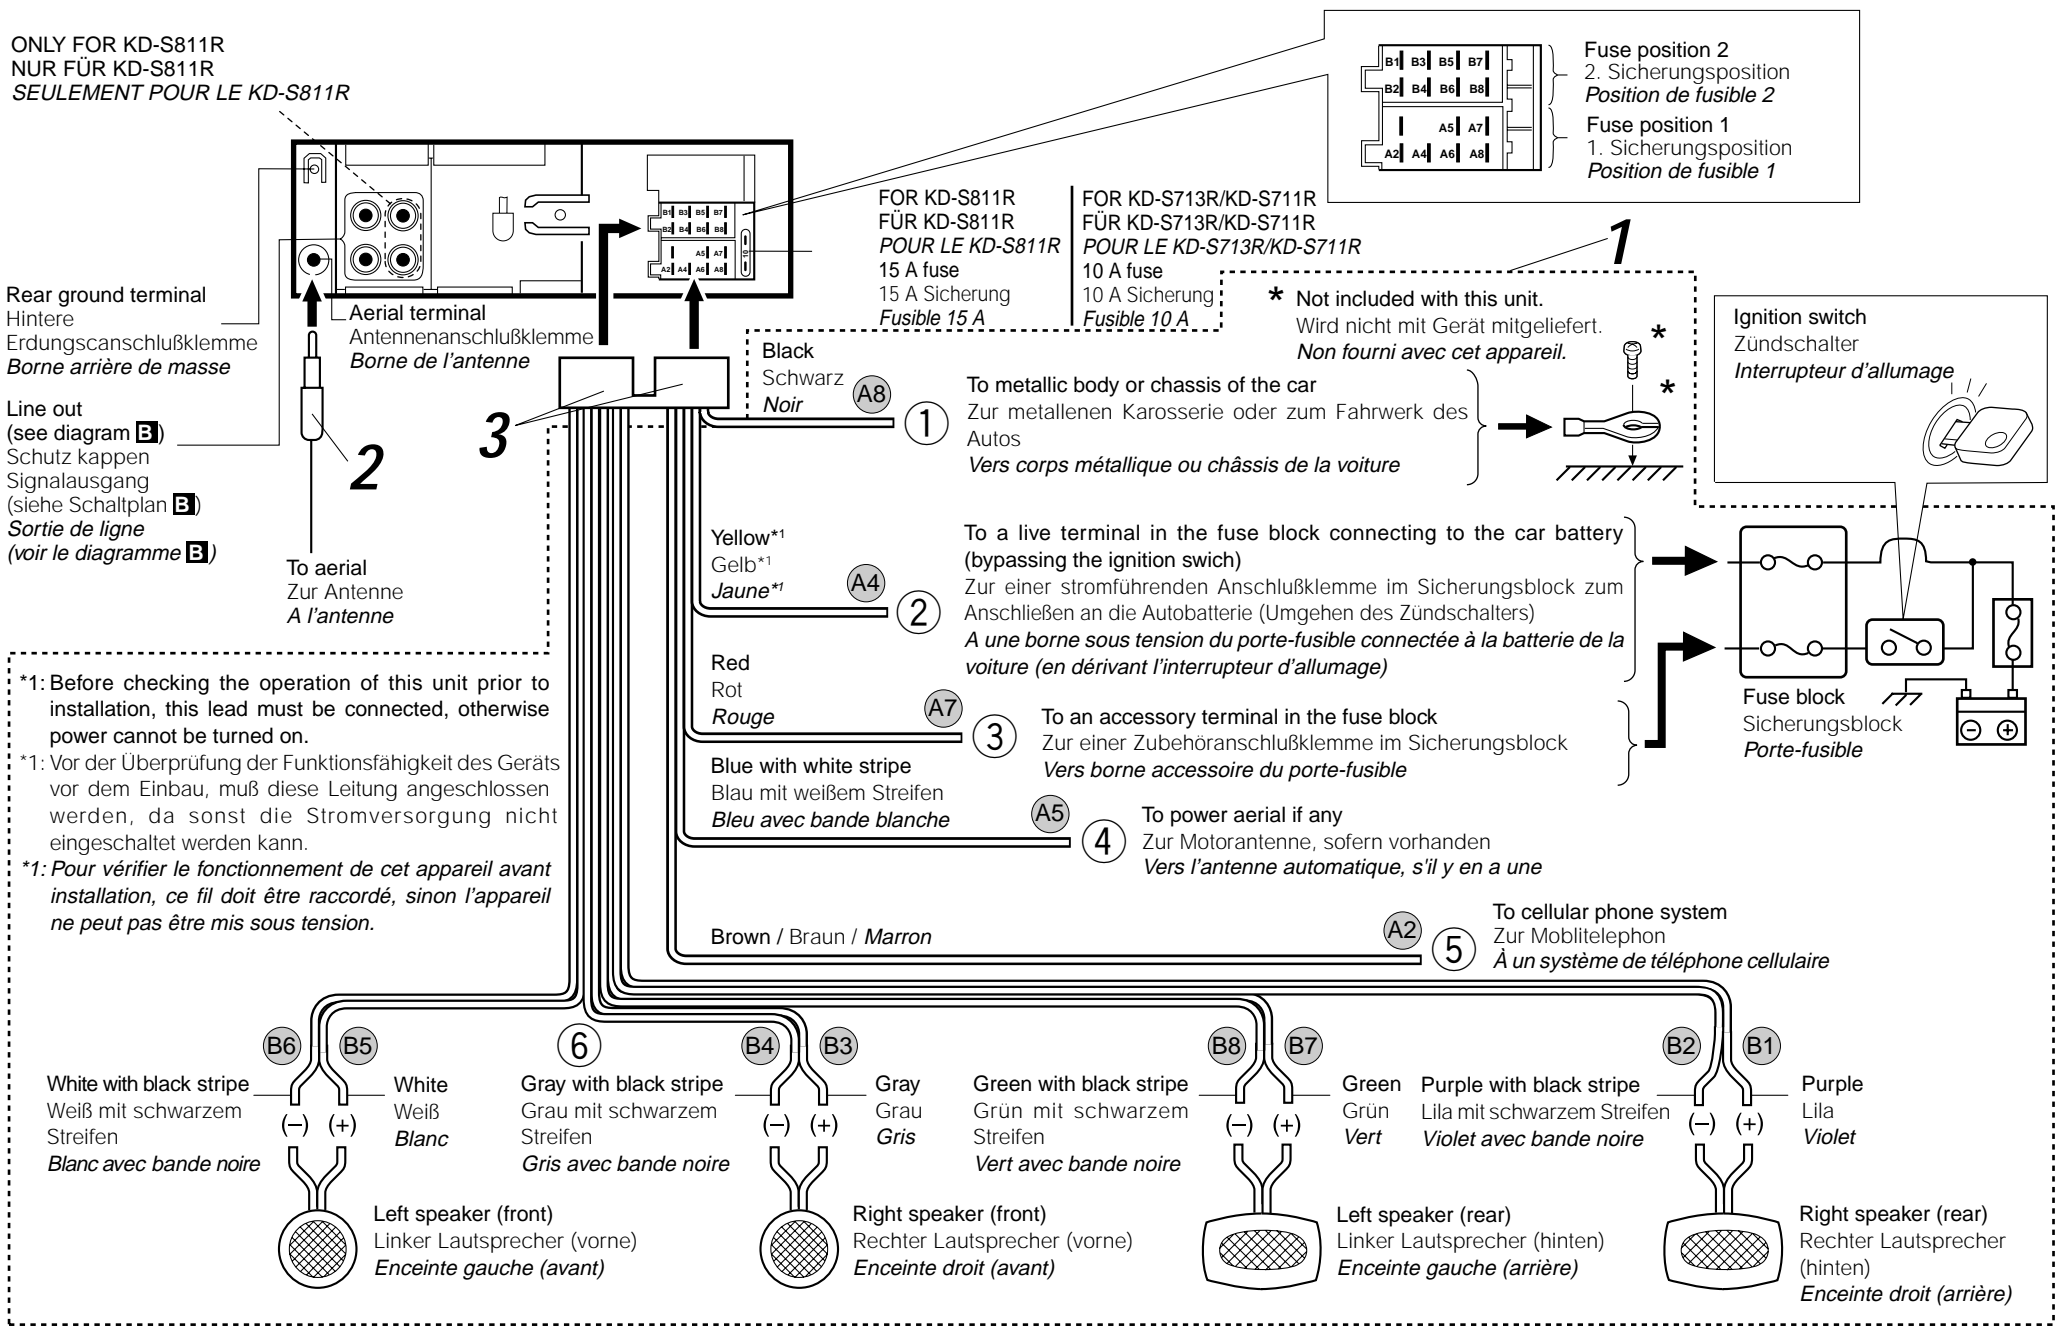 ONLY FOR KD-S811R
NUR FÜR KD-S811R
SEULEMENT POUR LE KD-S811R
B1 B3 B5 B7
B2 B4 B6 B8
A5 A7
A2 A4 A6 A8
Fuse position 2
2. Sicherungsposition
Position de fusible 2
Fuse position 1
1. Sicherungsposition
Position de fusible 1
B1 B3 B5 B7
B2 B4 B6 B8
A5 A7
A2 A4 A6 A8
10
FOR KD-S811R
FÜR KD-S811R
POUR LE KD-S811R
15 A fuse
15 A Sicherung
Fusible 15 A
FOR KD-S713R/KD-S711R
FÜR KD-S713R/KD-S711R
POUR LE KD-S713R/KD-S711R
10 A fuse
10 A Sicherung
Fusible 10 A
1
* Not included with this unit.
Wird nicht mit Gerät mitgeliefert.
Non fourni avec cet appareil.
*
*
Ignition switch
Zündschalter
Interrupteur d'allumage
Rear ground terminal
Hintere
Erdungscanschlußklemme
Borne arrière de masse
Aerial terminal
Antennenanschlußklemme
Borne de l'antenne
Line out
(see diagram B)
Schutz kappen
Signalausgang
(siehe Schaltplan B)
Sortie de ligne
(voir le diagramme B)
2
3
To aerial
Zur Antenne
A l'antenne
Black
Schwarz
Noir
A8
1
To metallic body or chassis of the car
Zur metallenen Karosserie oder zum Fahrwerk des
Autos
Vers corps métallique ou châssis de la voiture
Yellow*1
Gelb*1
Jaune*1
A4
2
To a live terminal in the fuse block connecting to the car battery
(bypassing the ignition swich)
Zur einer stromführenden Anschlußklemme im Sicherungsblock zum
Anschließen an die Autobatterie (Umgehen des Zündschalters)
A une borne sous tension du porte-fusible connectée à la batterie de la
voiture (en dérivant l'interrupteur d'allumage)
Red
Rot
Rouge
A7
3
To an accessory terminal in the fuse block
Zur einer Zubehöranschlußklemme im Sicherungsblock
Vers borne accessoire du porte-fusible
Fuse block
Sicherungsblock
Porte-fusible
Blue with white stripe
Blau mit weißem Streifen
Bleu avec bande blanche
A5
4
To power aerial if any
Zur Motorantenne, sofern vorhanden
Vers l'antenne automatique, s'il y en a une
*1: Before checking the operation of this unit prior to
installation, this lead must be connected, otherwise
power cannot be turned on.
*1: Vor der Überprüfung der Funktionsfähigkeit des Geräts
vor dem Einbau, muß diese Leitung angeschlossen
werden, da sonst die Stromversorgung nicht
eingeschaltet werden kann.
*1: Pour vérifier le fonctionnement de cet appareil avant
installation, ce fil doit être raccordé, sinon l'appareil
ne peut pas être mis sous tension.
Brown / Braun / Marron
A2
5
To cellular phone system
Zur Moblitelephon
À un système de téléphone cellulaire
6
B6 B5
White with black stripe
Weiß mit schwarzem
Streifen
Blanc avec bande noire
White
Weiß
Blanc
(–) (+)
Left speaker (front)
Linker Lautsprecher (vorne)
Enceinte gauche (avant)
B4 B3
Gray with black stripe
Grau mit schwarzem
Streifen
Gris avec bande noire
Gray
Grau
Gris
(–) (+)
Right speaker (front)
Rechter Lautsprecher (vorne)
Enceinte droit (avant)
B8 B7
Green with black stripe
Grün mit schwarzem
Streifen
Vert avec bande noire
Green
Grün
Vert
(–) (+)
Left speaker (rear)
Linker Lautsprecher (hinten)
Enceinte gauche (arrière)
B2 B1
Purple with black stripe
Lila mit schwarzem Streifen
Violet avec bande noire
Purple
Lila
Violet
(–) (+)
Right speaker (rear)
Rechter Lautsprecher
(hinten)
Enceinte droit (arrière)